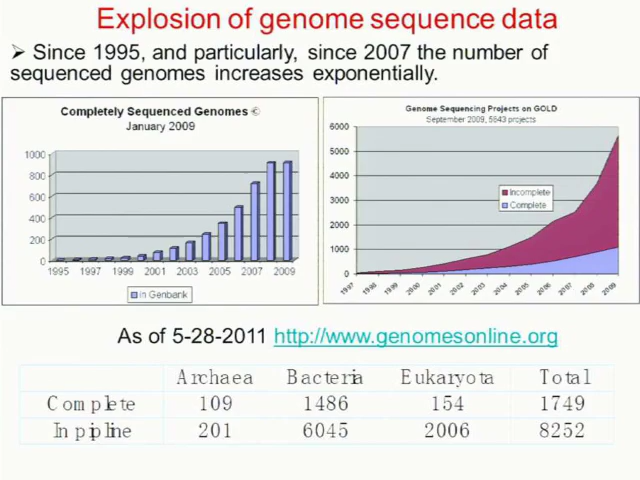 Explosion of genome sequence data
➢ Since 1995, and particularly, since 2007 the number of
sequenced genomes increases exponentially.
Completely Sequenced Genomes ©
January 2009
1000
800
600
400
200
0
1995 1997 1999 2001 2003 2005 2007 2009
in Genbank
Genome Sequencing Projects on GOLD
September 2009, 5643 projects
6000
5000
4000
3000
2000
1000
0
Incomplete
Complete
1997 1998 1999 2000 2001 2002 2003 2004 2005 2006 2007 2008 2009
As of 5-28-2011 http://www.genomesonline.org
Archaea Bacteria Eukaryota Total
Complete 109 1486 154 1749
In pipline 201 6045 2006 8252